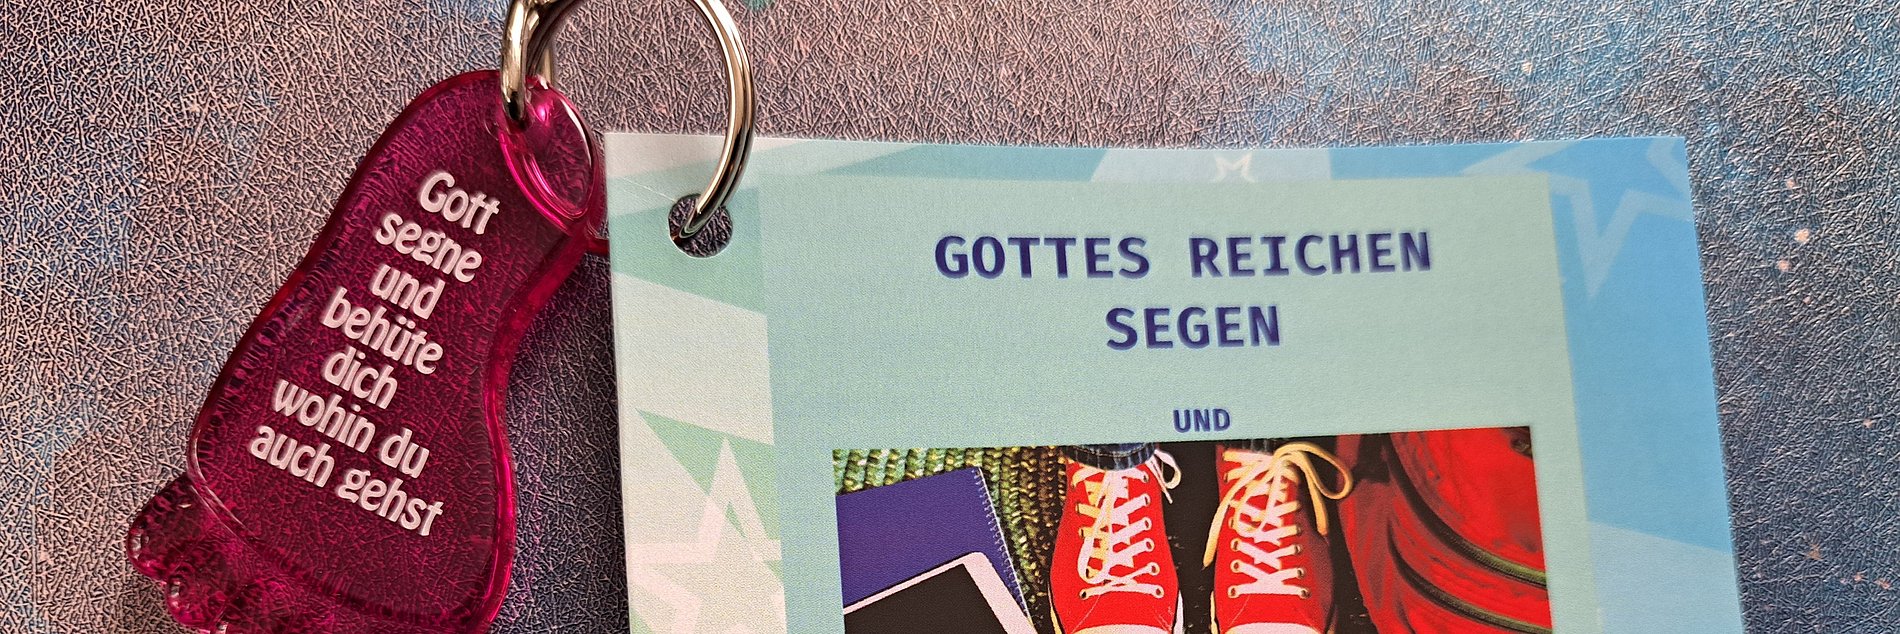 Gott
segne
und
behüte
dich
wohin du
auch gehst
GOTTES REICHEN
SEGEN
UND